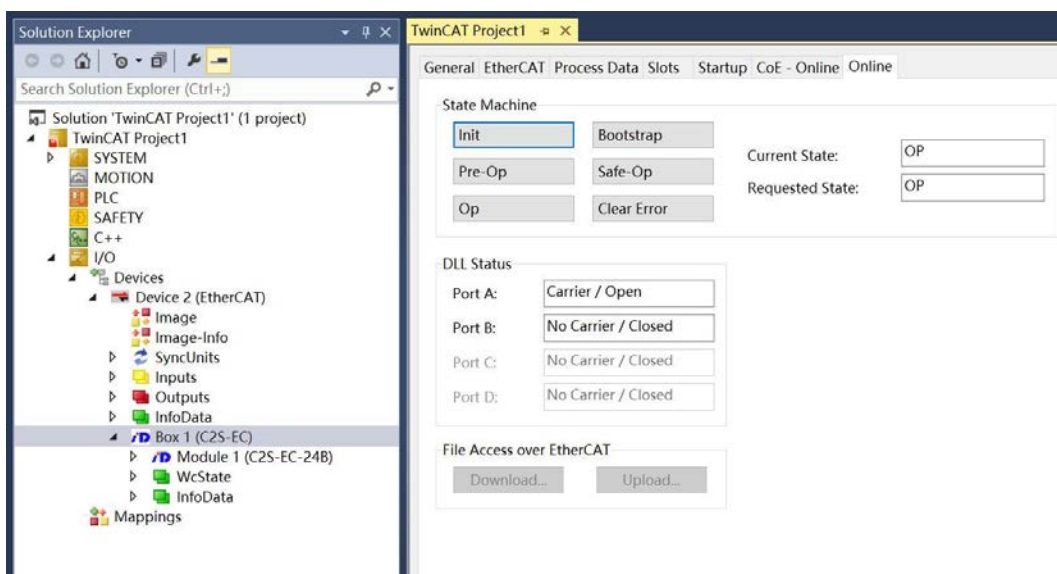 Solution Explorer
Search Solution Explorer (Ctrl+;)
Solution 'TwinCAT Project1' (1 project)
TwinCAT Project1
SYSTEM
MOTION
PLC
SAFETY
C++
I/O
Devices
Device 2 (EtherCAT)
Image
Image-Info
SyncUnits
Inputs
Outputs
InfoData
Box 1 (C2S-EC)
Module 1 (C2S-EC-24B)
WcState
InfoData
Mappings
TwinCAT Project1
General EtherCAT Process Data Slots Startup CoE - Online Online
State Machine
Init Bootstrap
Pre-Op Safe-Op
Op Clear Error
Current State: OP
Requested State: OP
DLL Status
Port A: Carrier / Open
Port B: No Carrier / Closed
Port C: No Carrier / Closed
Port D: No Carrier / Closed
File Access over EtherCAT
Download... Upload...